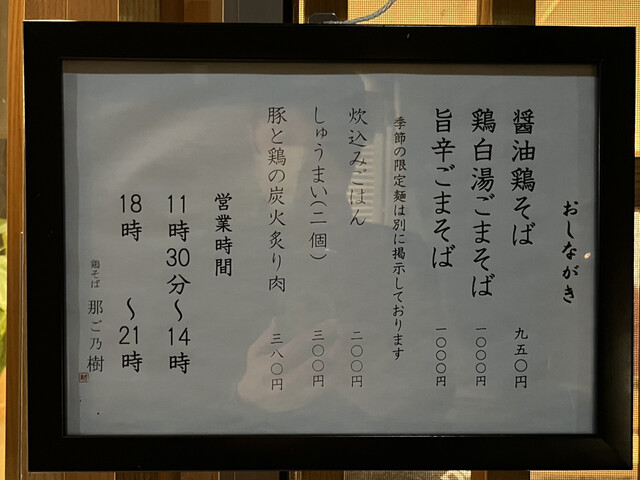 おしながき
醤油鶏そば 九五〇円
鶏白湯ごまそば 一〇〇〇円
旨辛ごまそば 一〇〇〇円
季節の限定麺は別に掲示しております
炊込みごはん 二〇〇円
しゅうまい(二個) 三〇〇円
豚と鶏の炭火炙り肉 三八〇円
営業時間
11時30分〜14時
18時 〜21時
鶏そば 那ご乃樹